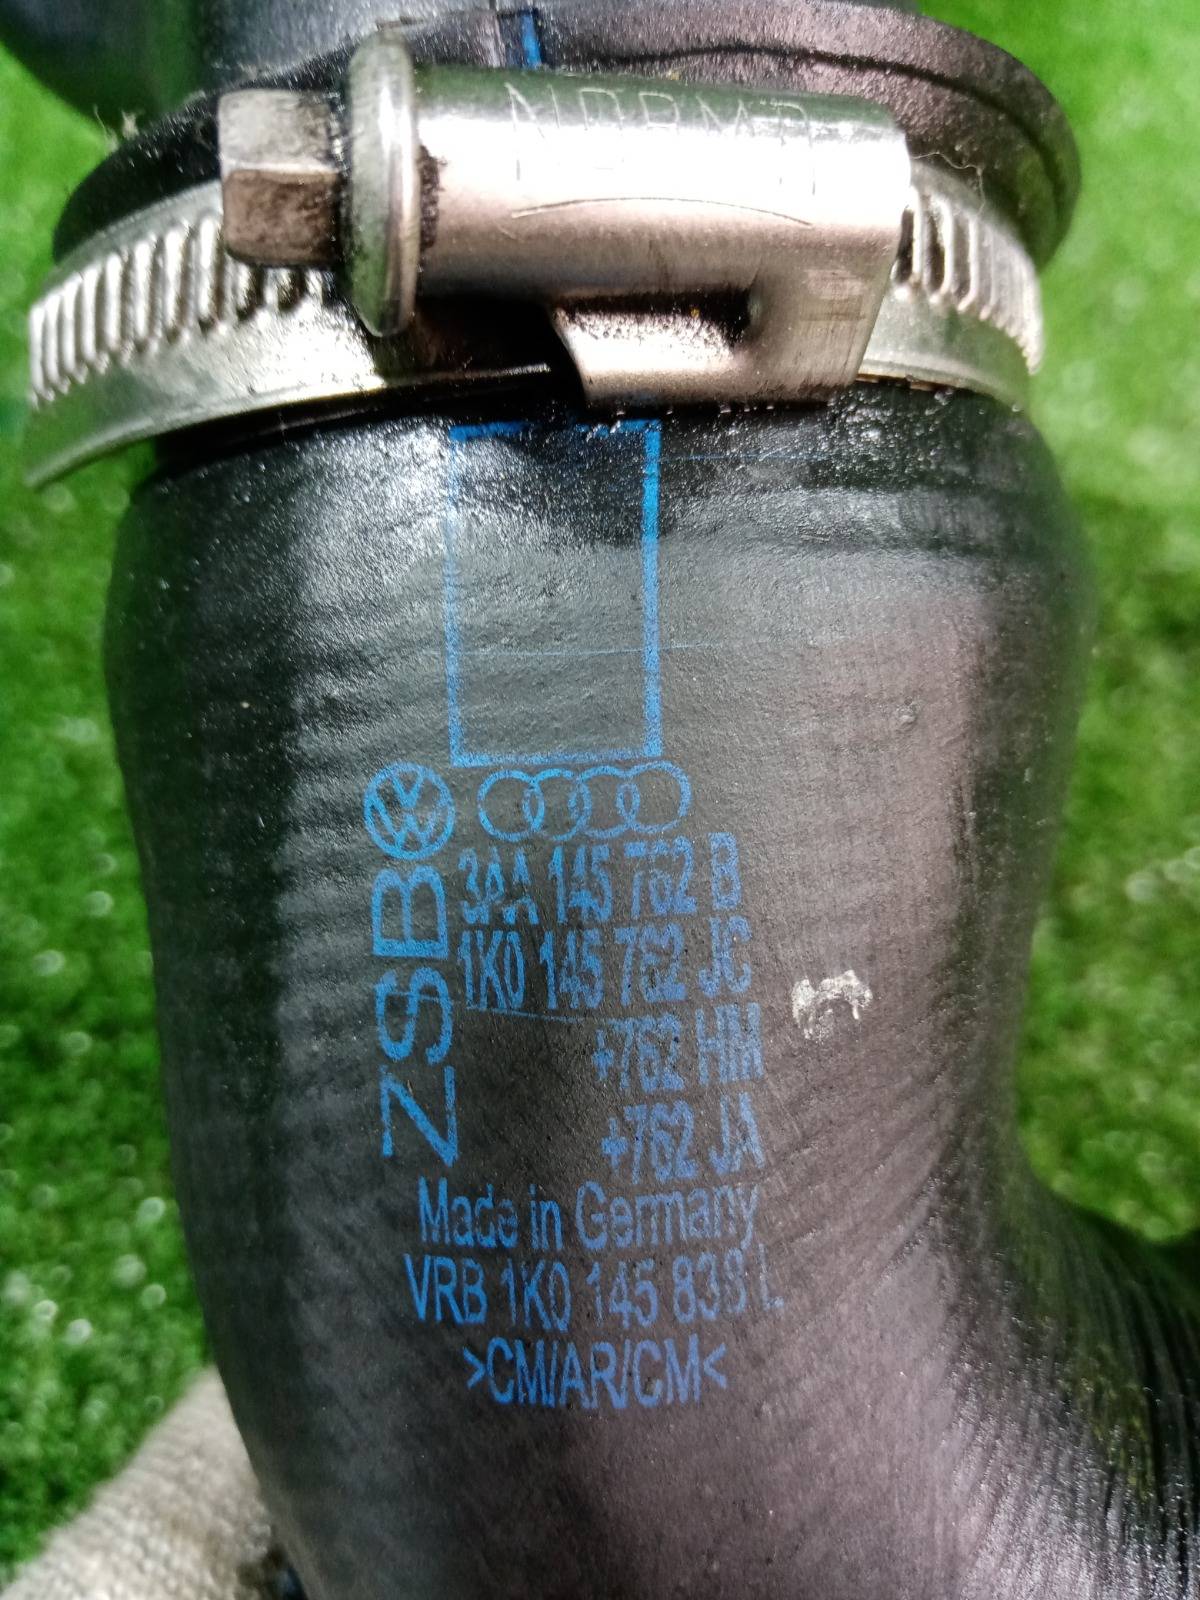 NORMA
ZSB
3AA 145 762 B
1K0 145 762 JC
+762 HM
+762 JA
Made in Germany
VRB 1K0 145 838 L
>CM/AR/CM<